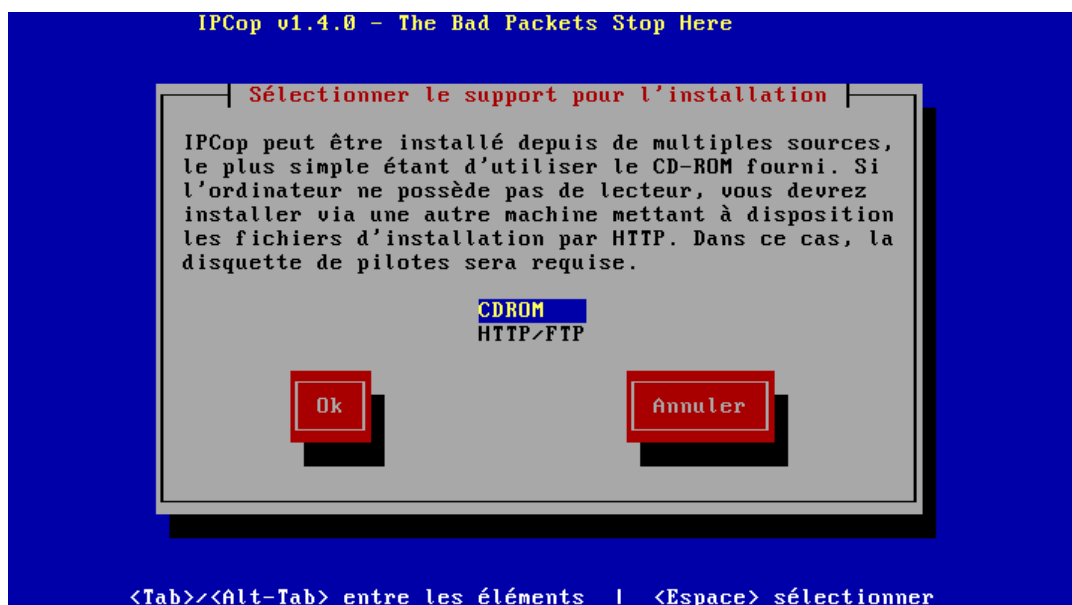 IPCop v1.4.0 - The Bad Packets Stop Here
Sélectionner le support pour l'installation
IPCop peut être installé depuis de multiples sources,
le plus simple étant d'utiliser le CD-ROM fourni. Si
l'ordinateur ne possède pas de lecteur, vous devrez
installer via une autre machine mettant à disposition
les fichiers d'installation par HTTP. Dans ce cas, la
disquette de pilotes sera requise.
CDROM
HTTP/FTP
Ok
Annuler
<Tab>/<Alt-Tab> entre les éléments | <Espace> sélectionner